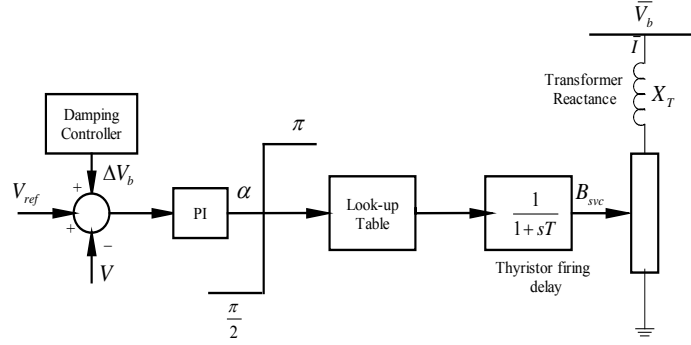 V̅_b
I̅
Transformer
Reactance
X_T
Damping
Controller
ΔV_b
π
V_ref
+
+
−
V
PI
α
π/2
Look-up
Table
1
1+sT
Thyristor firing
delay
B_svc